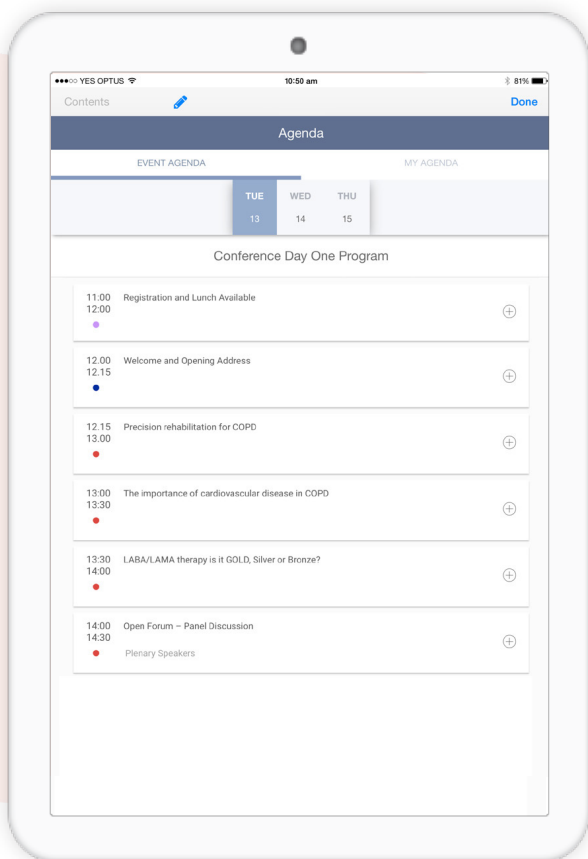 YES OPTUS 10:50 am 81%
Contents Done
Agenda
EVENT AGENDA MY AGENDA
TUE WED THU
13 14 15
Conference Day One Program
11:00 Registration and Lunch Available
12:00
12.00 Welcome and Opening Address
12.15
12.15 Precision rehabilitation for COPD
13.00
13:00 The importance of cardiovascular disease in COPD
13:30
13:30 LABA/LAMA therapy is it GOLD, Silver or Bronze?
14:00
14:00 Open Forum – Panel Discussion
14:30
Plenary Speakers